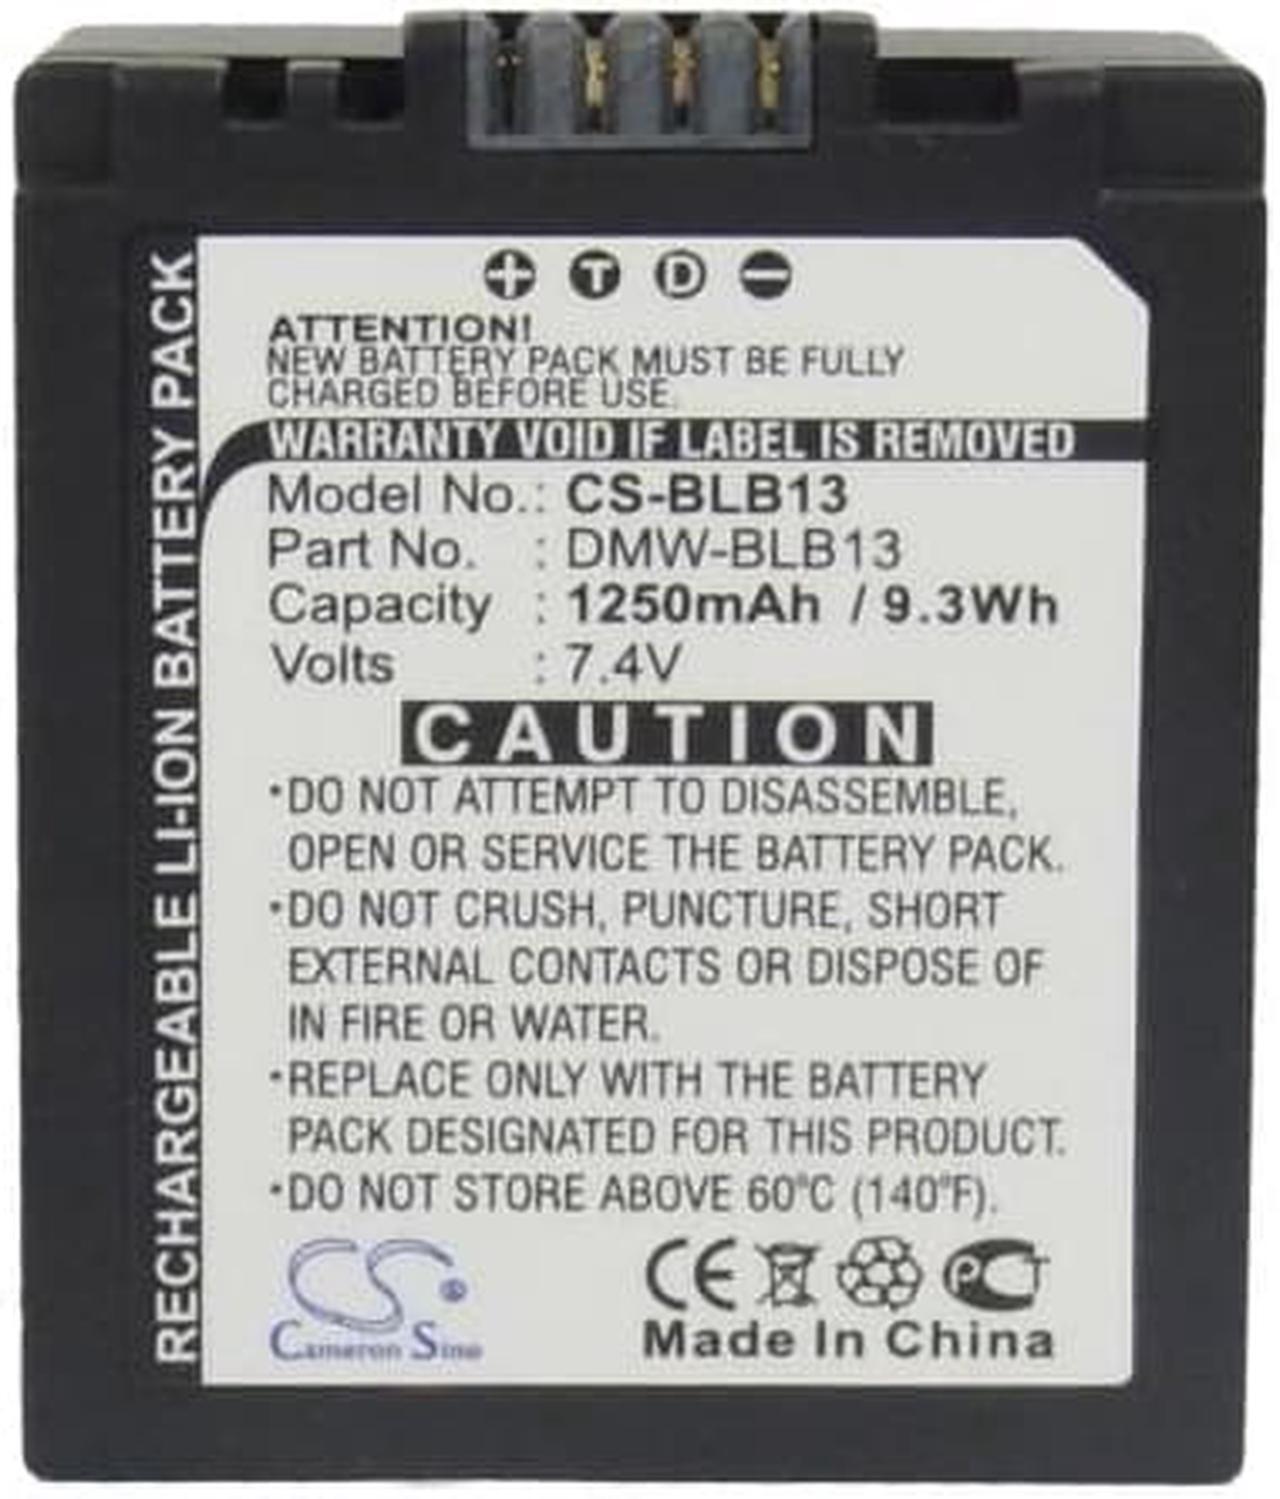 + T D −
ATTENTION!
NEW BATTERY PACK MUST BE FULLY
CHARGED BEFORE USE.
WARRANTY VOID IF LABEL IS REMOVED
Model No.: CS-BLB13
Part No. : DMW-BLB13
Capacity : 1250mAh / 9.3Wh
Volts : 7.4V
CAUTION
•DO NOT ATTEMPT TO DISASSEMBLE,
OPEN OR SERVICE THE BATTERY PACK.
•DO NOT CRUSH, PUNCTURE, SHORT
EXTERNAL CONTACTS OR DISPOSE OF
IN FIRE OR WATER.
•REPLACE ONLY WITH THE BATTERY
PACK DESIGNATED FOR THIS PRODUCT.
•DO NOT STORE ABOVE 60°C (140°F).
CS®
Cameron Sino
CE PCT
Made In China
RECHARGEABLE LI-ION BATTERY PACK